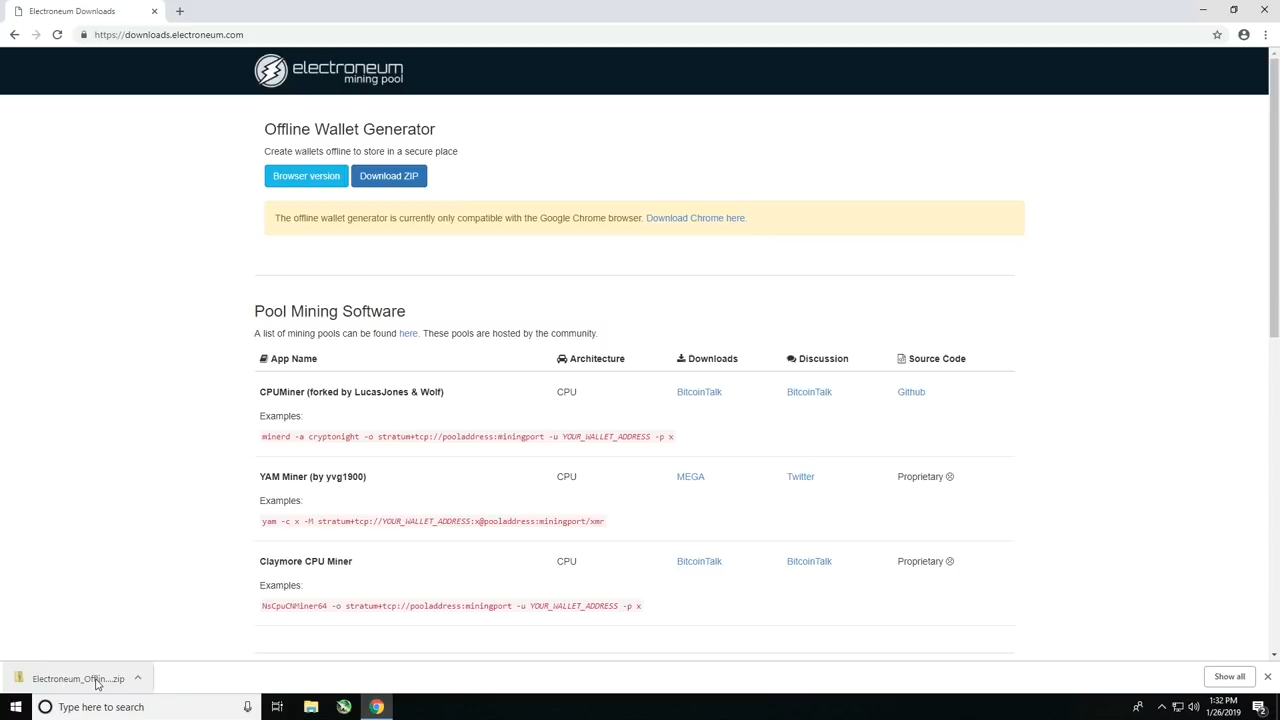 Electroneum Downloads
https://downloads.electroneum.com
electroneum
mining pool
Offline Wallet Generator
Create wallets offline to store in a secure place
Browser version Download ZIP
The offline wallet generator is currently only compatible with the Google Chrome browser. Download Chrome here.
Pool Mining Software
A list of mining pools can be found here. These pools are hosted by the community.
App Name Architecture Downloads Discussion Source Code
CPUMiner (forked by LucasJones & Wolf) CPU BitcoinTalk BitcoinTalk Github
Examples:
minerd -a cryptonight -o stratum+tcp://pooladdress:miningport -u YOUR_WALLET_ADDRESS -p x
YAM Miner (by yvg1900) CPU MEGA Twitter Proprietary ☹
Examples:
yam -c x -M stratum+tcp://YOUR_WALLET_ADDRESS:x@pooladdress:miningport/xmr
Claymore CPU Miner CPU BitcoinTalk BitcoinTalk Proprietary ☹
Examples:
NsCpuCNMiner64 -o stratum+tcp://pooladdress:miningport -u YOUR_WALLET_ADDRESS -p x
Electroneum_Offlin....zip Show all
Type here to search 1:32 PM
1/26/2019